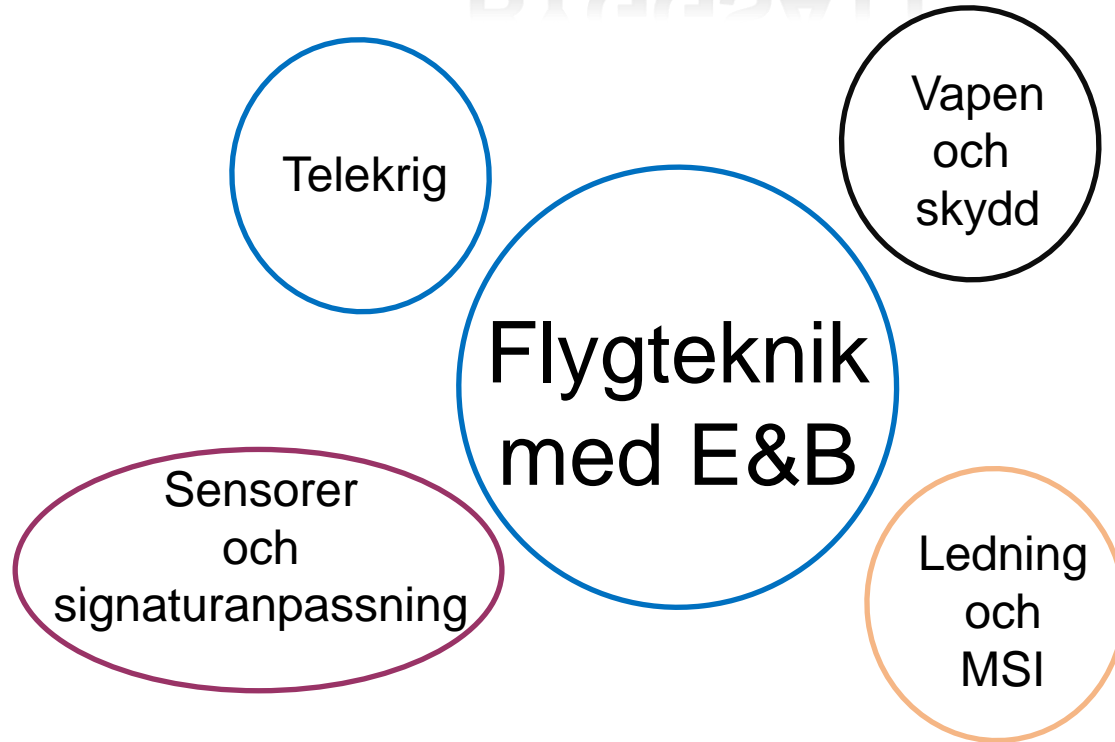 Telekrig
Vapen
och
skydd
Flygteknik
med E&B
Sensorer
och
signaturanpassning
Ledning
och
MSI